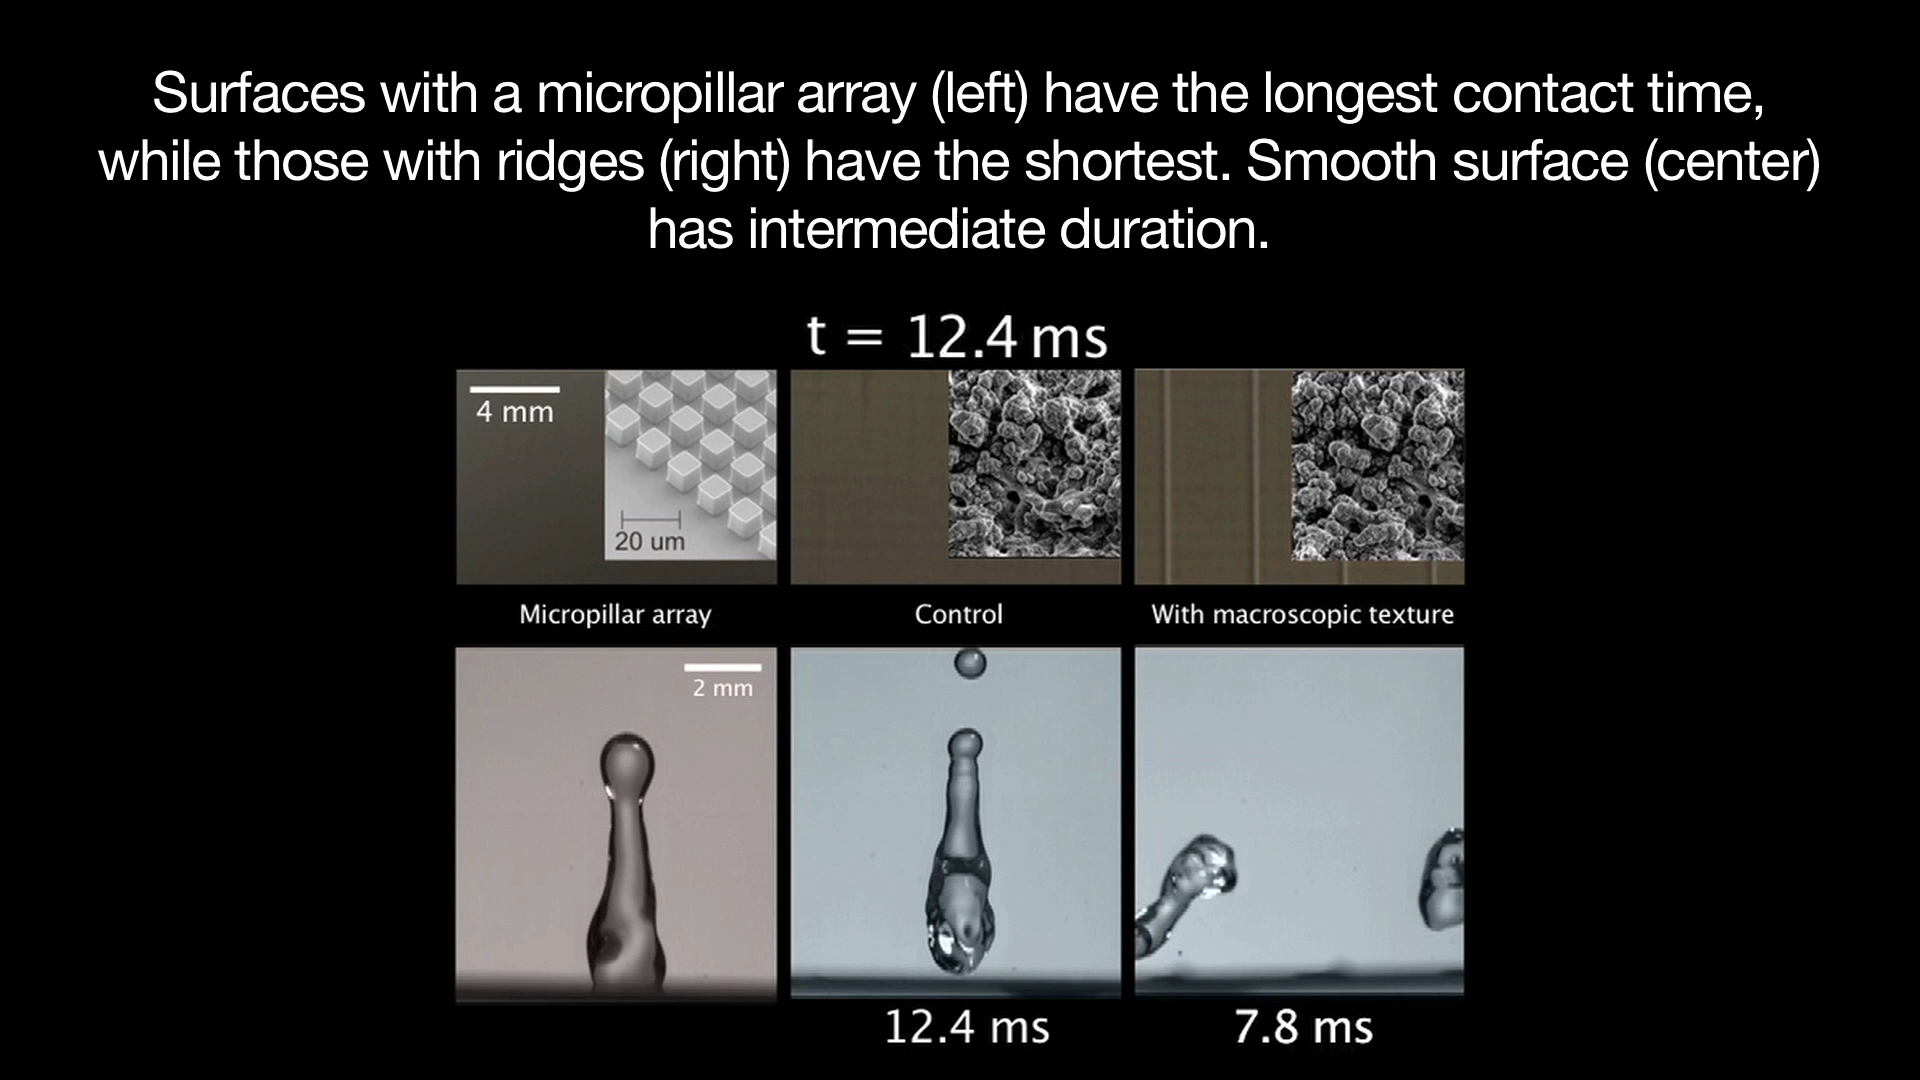 Surfaces with a micropillar array (left) have the longest contact time,
while those with ridges (right) have the shortest. Smooth surface (center)
has intermediate duration.
t = 12.4 ms
4 mm
20 um
Micropillar array
Control
With macroscopic texture
2 mm
12.4 ms
7.8 ms